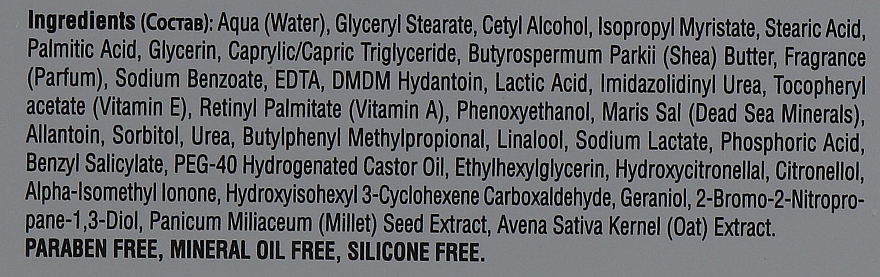 Ingredients (Состав): Aqua (Water), Glyceryl Stearate, Cetyl Alcohol, Isopropyl Myristate, Stearic Acid,
Palmitic Acid, Glycerin, Caprylic/Capric Triglyceride, Butyrospermum Parkii (Shea) Butter, Fragrance
(Parfum), Sodium Benzoate, EDTA, DMDM Hydantoin, Lactic Acid, Imidazolidinyl Urea, Tocopheryl
acetate (Vitamin E), Retinyl Palmitate (Vitamin A), Phenoxyethanol, Maris Sal (Dead Sea Minerals),
Allantoin, Sorbitol, Urea, Butylphenyl Methylpropional, Linalool, Sodium Lactate, Phosphoric Acid,
Benzyl Salicylate, PEG-40 Hydrogenated Castor Oil, Ethylhexylglycerin, Hydroxycitronellal, Citronellol,
Alpha-Isomethyl Ionone, Hydroxyisohexyl 3-Cyclohexene Carboxaldehyde, Geraniol, 2-Bromo-2-Nitropro-
pane-1,3-Diol, Panicum Miliaceum (Millet) Seed Extract, Avena Sativa Kernel (Oat) Extract.
PARABEN FREE, MINERAL OIL FREE, SILICONE FREE.